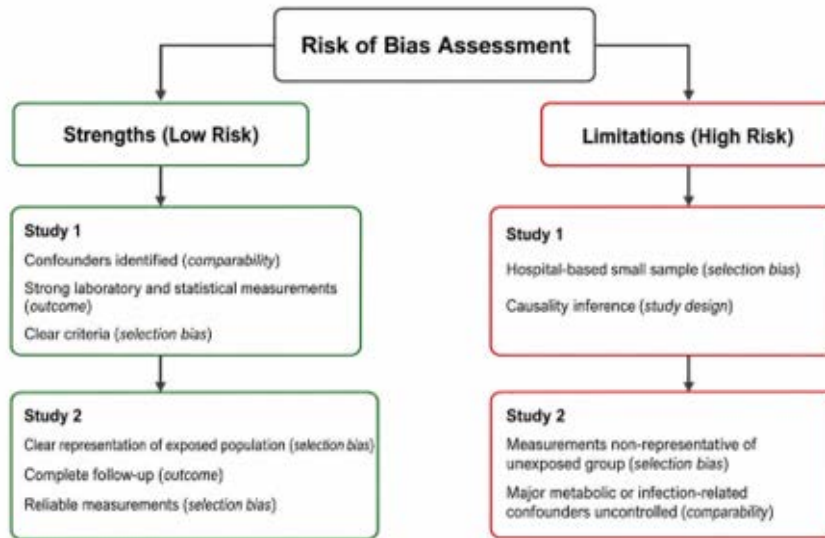 Risk of Bias Assessment
Strengths (Low Risk)
Study 1
Confounders identified (comparability)
Strong laboratory and statistical measurements
(outcome)
Clear criteria (selection bias)
Study 2
Clear representation of exposed population (selection bias)
Complete follow-up (outcome)
Reliable measurements (selection bias)
Limitations (High Risk)
Study 1
Hospital-based small sample (selection bias)
Causality inference (study design)
Study 2
Measurements non-representative of
unexposed group (selection bias)
Major metabolic or infection-related
confounders uncontrolled (comparability)